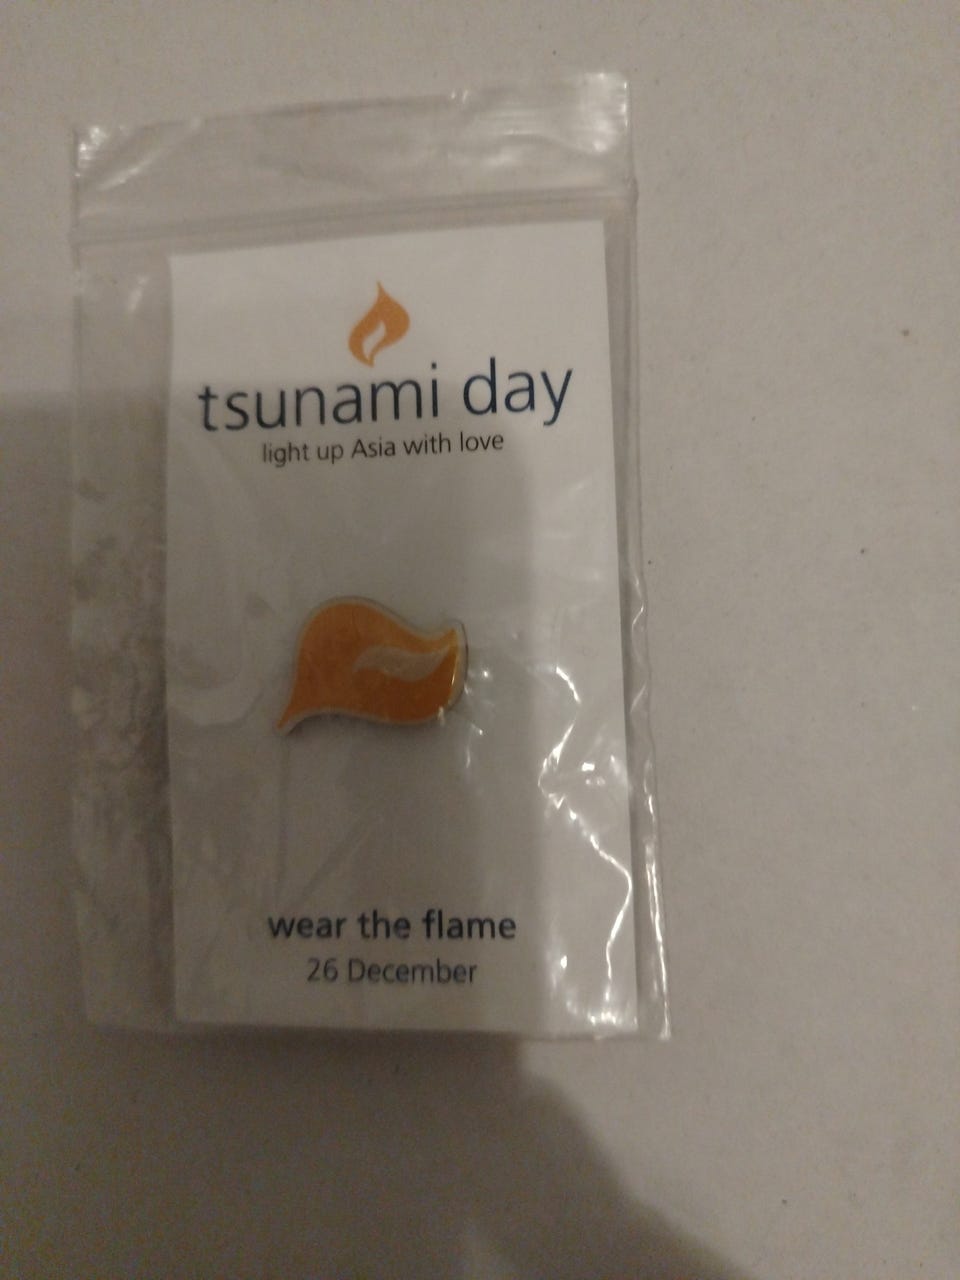 tsunami day
light up Asia with love
wear the flame
26 December